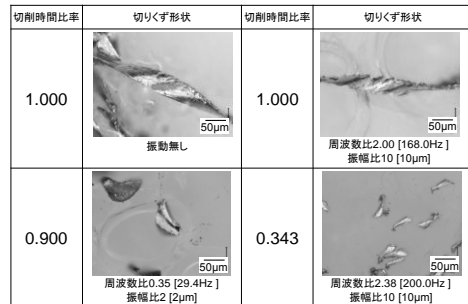 切削時間比率 切りくず形状 切削時間比率 切りくず形状
1.000
50μm
振動無し
1.000
50μm
周波数比2.00 [168.0Hz ]
振幅比10 [10μm]
0.900
50μm
周波数比0.35 [29.4Hz ]
振幅比2 [2μm]
0.343
50μm
周波数比2.38 [200.0Hz ]
振幅比10 [10μm]